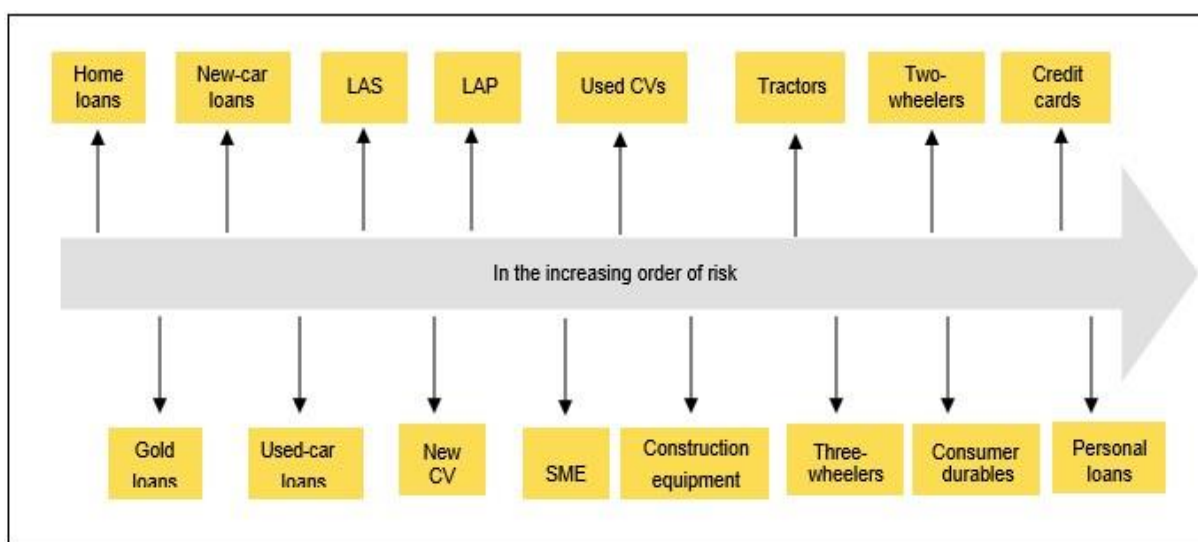 Home
loans
New-car
loans
LAS
LAP
Used CVs
Tractors
Two-
wheelers
Credit
cards
In the increasing order of risk
Gold
loans
Used-car
loans
New
CV
SME
Construction
equipment
Three-
wheelers
Consumer
durables
Personal
loans